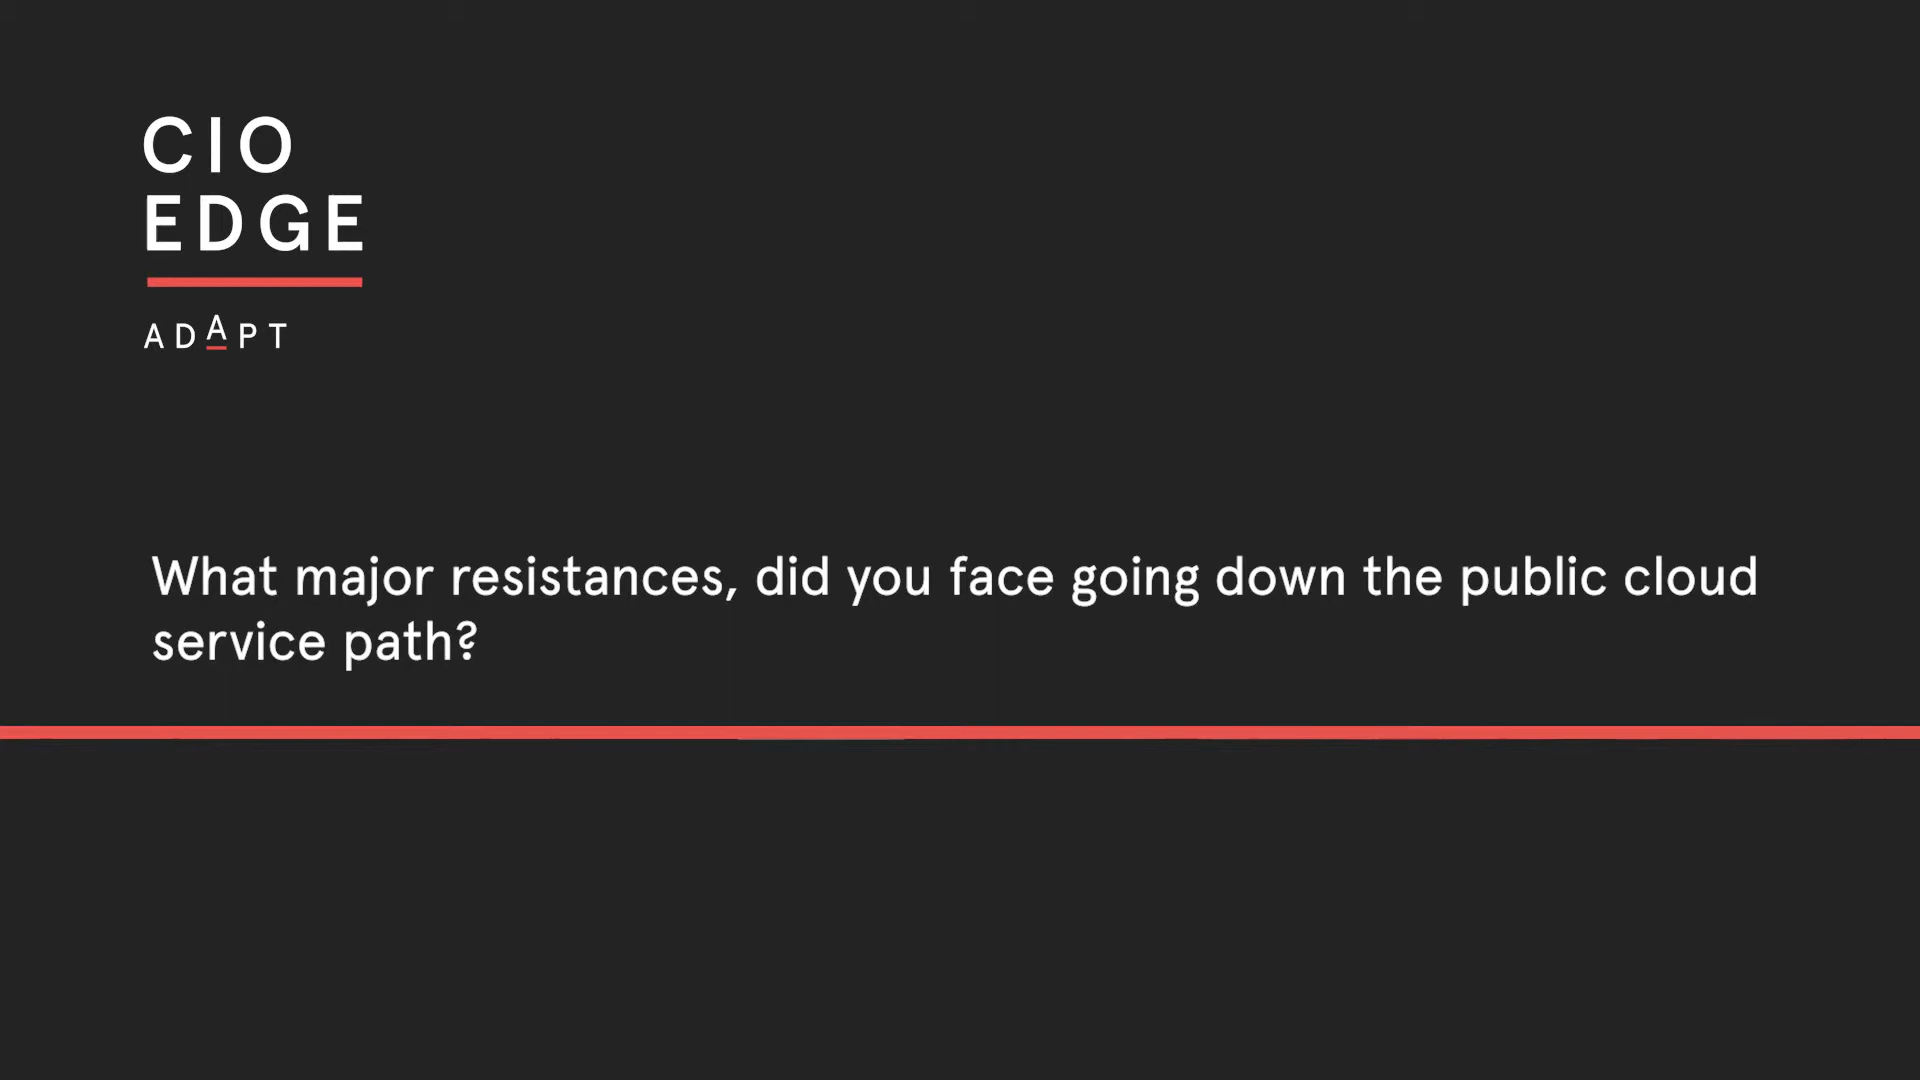 CIO
EDGE
ADAPT
What major resistances, did you face going down the public cloud
service path?